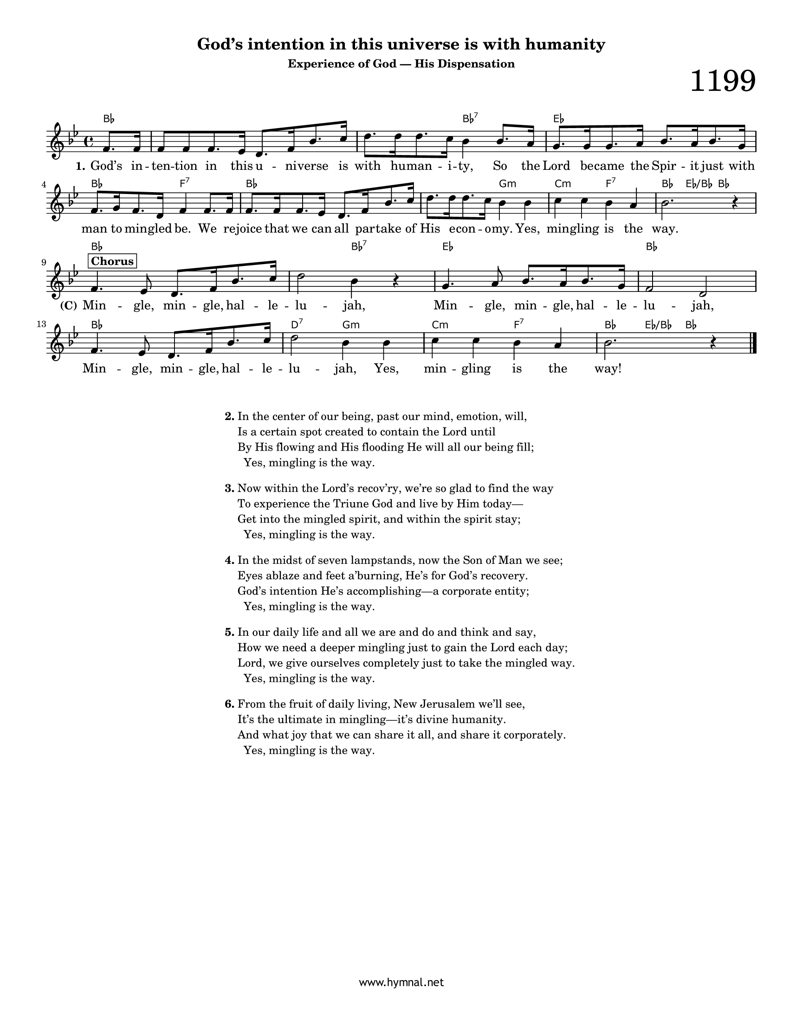 God's intention in this universe is with humanity
Experience of God — His Dispensation
1199
B♭ B♭7 E♭
1. God's in - ten-tion in this u - niverse is with human - i-ty, So the Lord became the Spir - it just with
4
B♭ F7 B♭ Gm Cm F7 B♭ E♭/B♭ B♭
man to mingled be. We rejoice that we can all partake of His econ - omy. Yes, mingling is the way.
9
B♭ B♭7 E♭ B♭
Chorus
(C) Min - gle, min - gle, hal - le - lu - jah, Min - gle, min - gle, hal - le - lu - jah,
13
B♭ D7 Gm Cm F7 B♭ E♭/B♭ B♭
Min - gle, min - gle, hal - le - lu - jah, Yes, min - gling is the way!
2. In the center of our being, past our mind, emotion, will,
Is a certain spot created to contain the Lord until
By His flowing and His flooding He will all our being fill;
Yes, mingling is the way.
3. Now within the Lord's recov'ry, we're so glad to find the way
To experience the Triune God and live by Him today—
Get into the mingled spirit, and within the spirit stay;
Yes, mingling is the way.
4. In the midst of seven lampstands, now the Son of Man we see;
Eyes ablaze and feet a'burning, He's for God's recovery.
God's intention He's accomplishing—a corporate entity;
Yes, mingling is the way.
5. In our daily life and all we are and do and think and say,
How we need a deeper mingling just to gain the Lord each day;
Lord, we give ourselves completely just to take the mingled way.
Yes, mingling is the way.
6. From the fruit of daily living, New Jerusalem we'll see,
It's the ultimate in mingling—it's divine humanity.
And what joy that we can share it all, and share it corporately.
Yes, mingling is the way.
www.hymnal.net